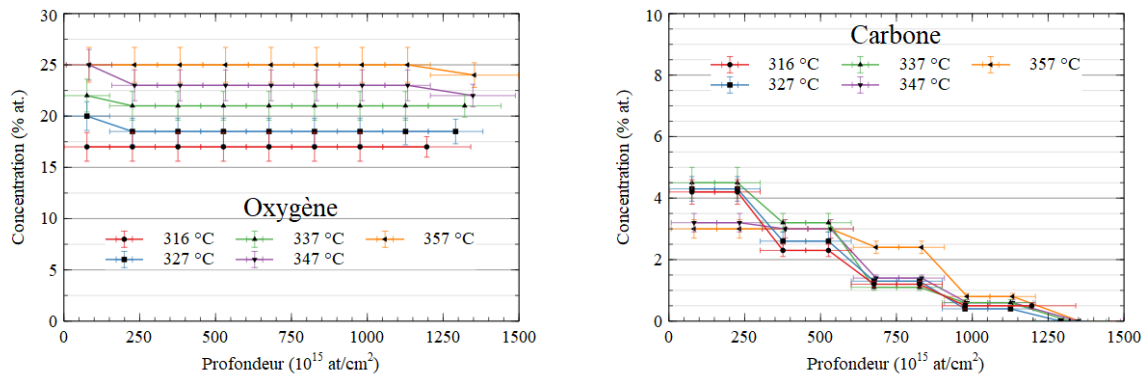 30
25
20
15
10
5
0
Concentration (% at.)
Oxygène
316 °C 337 °C 357 °C
327 °C 347 °C
0 250 500 750 1000 1250 1500
Profondeur (10¹⁵ at/cm²)
10
8
6
4
2
0
Concentration (% at.)
Carbone
316 °C 337 °C 357 °C
327 °C 347 °C
0 250 500 750 1000 1250 1500
Profondeur (10¹⁵ at/cm²)